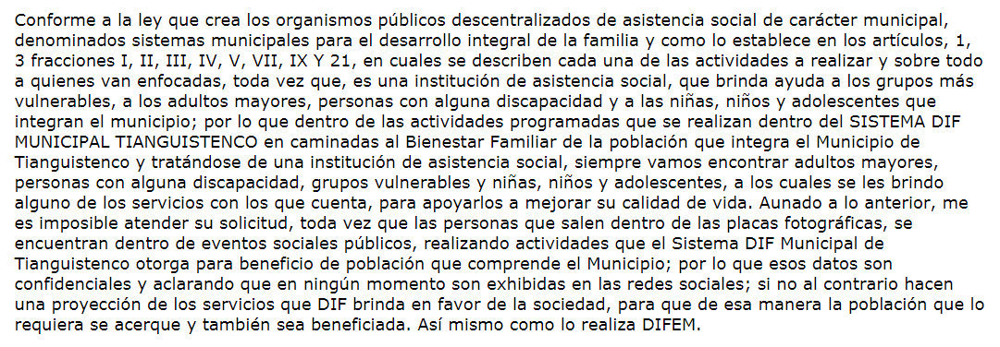 Conforme a la ley que crea los organismos públicos descentralizados de asistencia social de carácter municipal,
denominados sistemas municipales para el desarrollo integral de la familia y como lo establece en los artículos, 1,
3 fracciones I, II, III, IV, V, VII, IX Y 21, en cuales se describen cada una de las actividades a realizar y sobre todo
a quienes van enfocadas, toda vez que, es una institución de asistencia social, que brinda ayuda a los grupos más
vulnerables, a los adultos mayores, personas con alguna discapacidad y a las niñas, niños y adolescentes que
integran el municipio; por lo que dentro de las actividades programadas que se realizan dentro del SISTEMA DIF
MUNICIPAL TIANGUISTENCO en caminadas al Bienestar Familiar de la población que integra el Municipio de
Tianguistenco y tratándose de una institución de asistencia social, siempre vamos encontrar adultos mayores,
personas con alguna discapacidad, grupos vulnerables y niñas, niños y adolescentes, a los cuales se les brindo
alguno de los servicios con los que cuenta, para apoyarlos a mejorar su calidad de vida. Aunado a lo anterior, me
es imposible atender su solicitud, toda vez que las personas que salen dentro de las placas fotográficas, se
encuentran dentro de eventos sociales públicos, realizando actividades que el Sistema DIF Municipal de
Tianguistenco otorga para beneficio de población que comprende el Municipio; por lo que esos datos son
confidenciales y aclarando que en ningún momento son exhibidas en las redes sociales; si no al contrario hacen
una proyección de los servicios que DIF brinda en favor de la sociedad, para que de esa manera la población que lo
requiera se acerque y también sea beneficiada. Así mismo como lo realiza DIFEM.